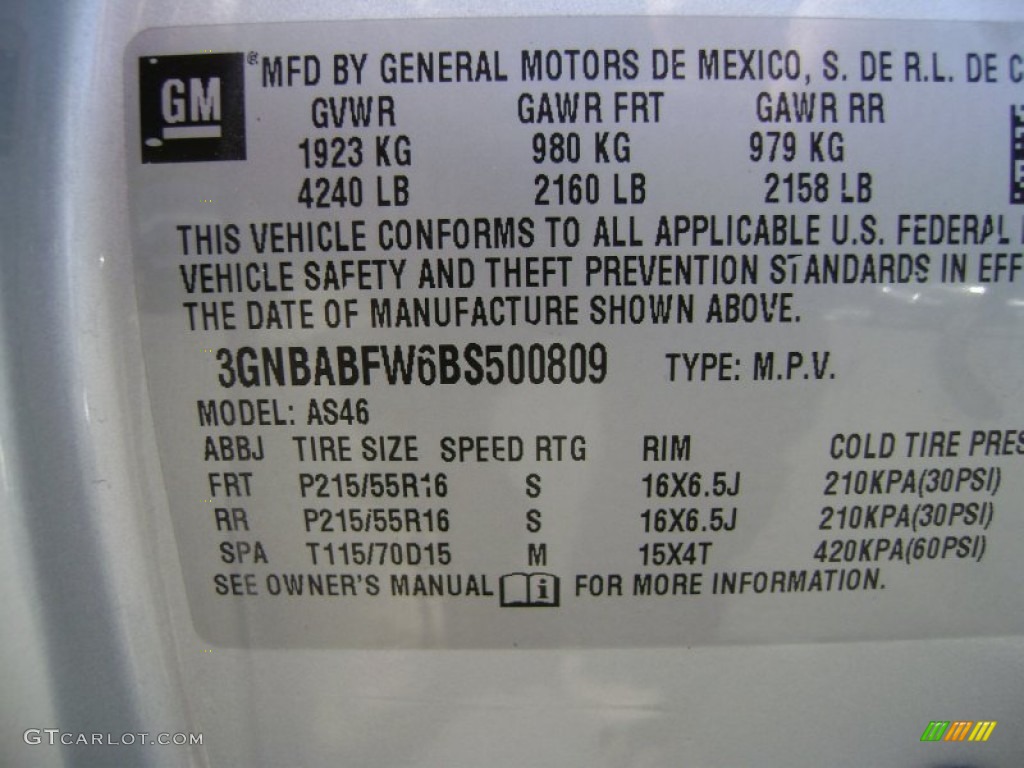 GM ® MFD BY GENERAL MOTORS DE MEXICO, S. DE R.L. DE C
GVWR GAWR FRT GAWR RR
1923 KG 980 KG 979 KG
4240 LB 2160 LB 2158 LB
THIS VEHICLE CONFORMS TO ALL APPLICABLE U.S. FEDERAL
VEHICLE SAFETY AND THEFT PREVENTION STANDARDS IN EFF
THE DATE OF MANUFACTURE SHOWN ABOVE.
3GNBABFW6BS500809 TYPE: M.P.V.
MODEL: AS46
ABBJ TIRE SIZE SPEED RTG RIM COLD TIRE PRES
FRT P215/55R16 S 16X6.5J 210KPA(30PSI)
RR P215/55R16 S 16X6.5J 210KPA(30PSI)
SPA T115/70D15 M 15X4T 420KPA(60PSI)
SEE OWNER'S MANUAL i FOR MORE INFORMATION.
GTCARLOT.COM